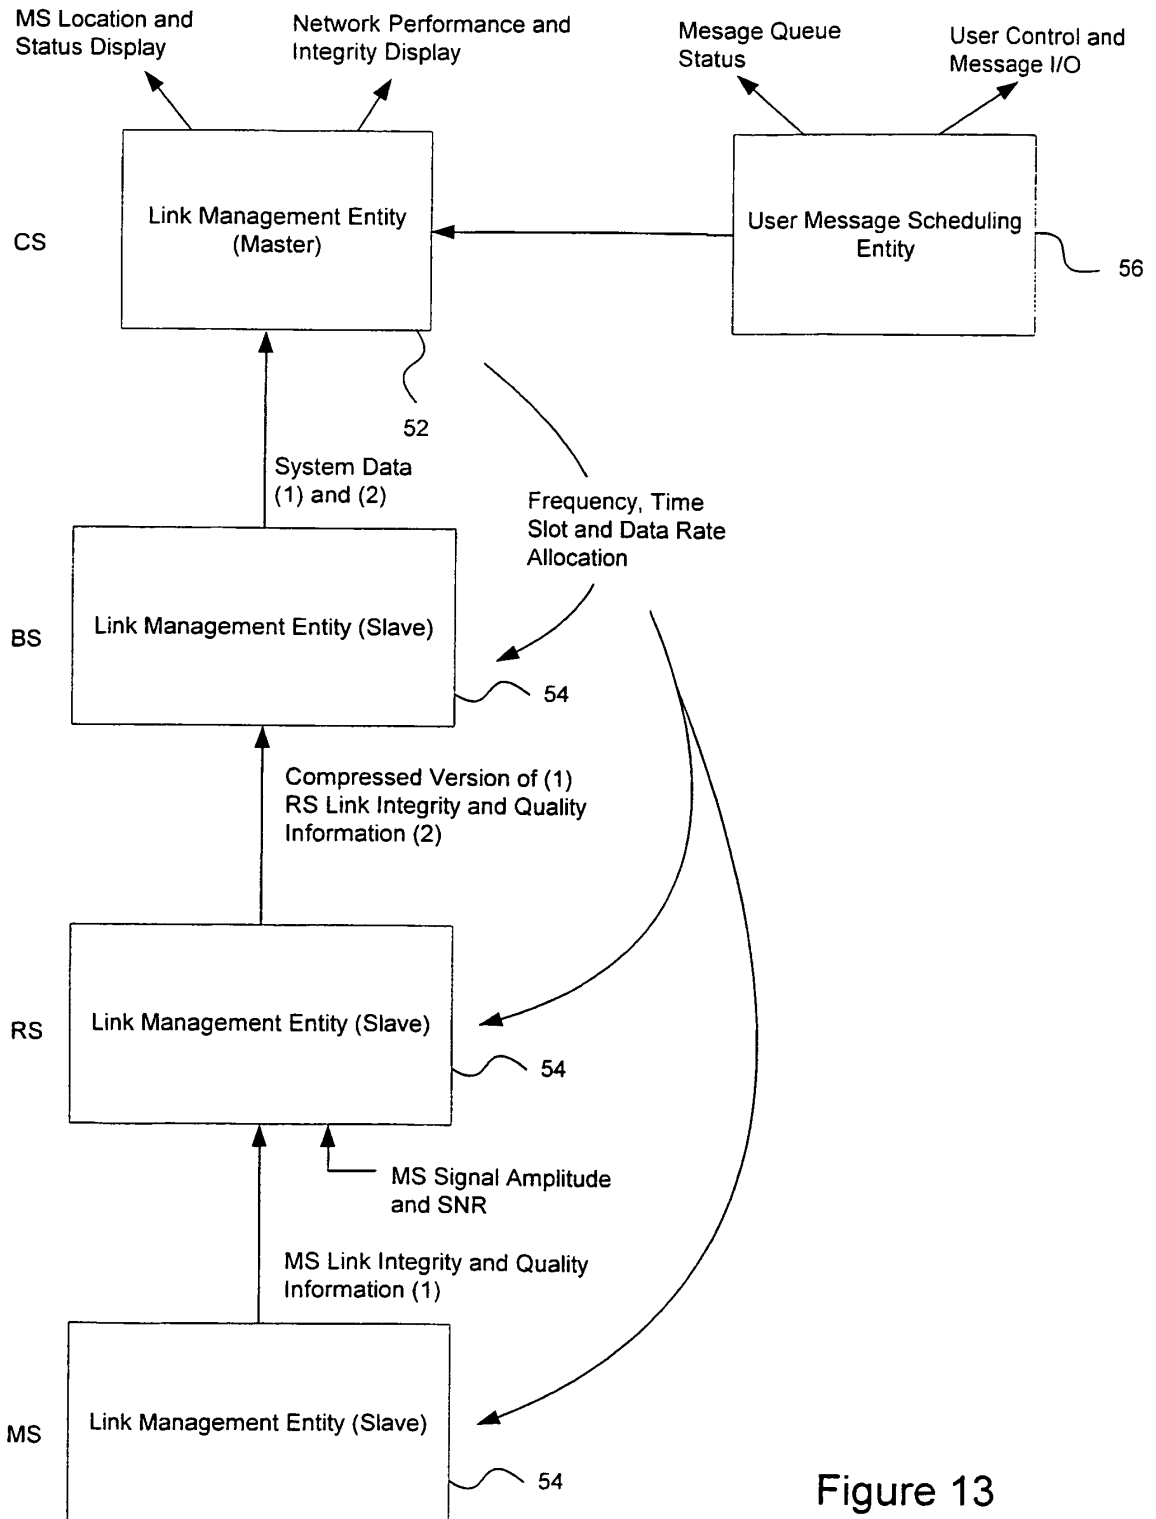 MS Location and
Status Display
Network Performance and
Integrity Display
Mesage Queue
Status
User Control and
Message I/O
CS
Link Management Entity
(Master)
User Message Scheduling
Entity
56
52
System Data
(1) and (2)
Frequency, Time
Slot and Data Rate
Allocation
BS
Link Management Entity (Slave)
54
Compressed Version of (1)
RS Link Integrity and Quality
Information (2)
RS
Link Management Entity (Slave)
54
MS Signal Amplitude
and SNR
MS Link Integrity and Quality
Information (1)
MS
Link Management Entity (Slave)
54
Figure 13